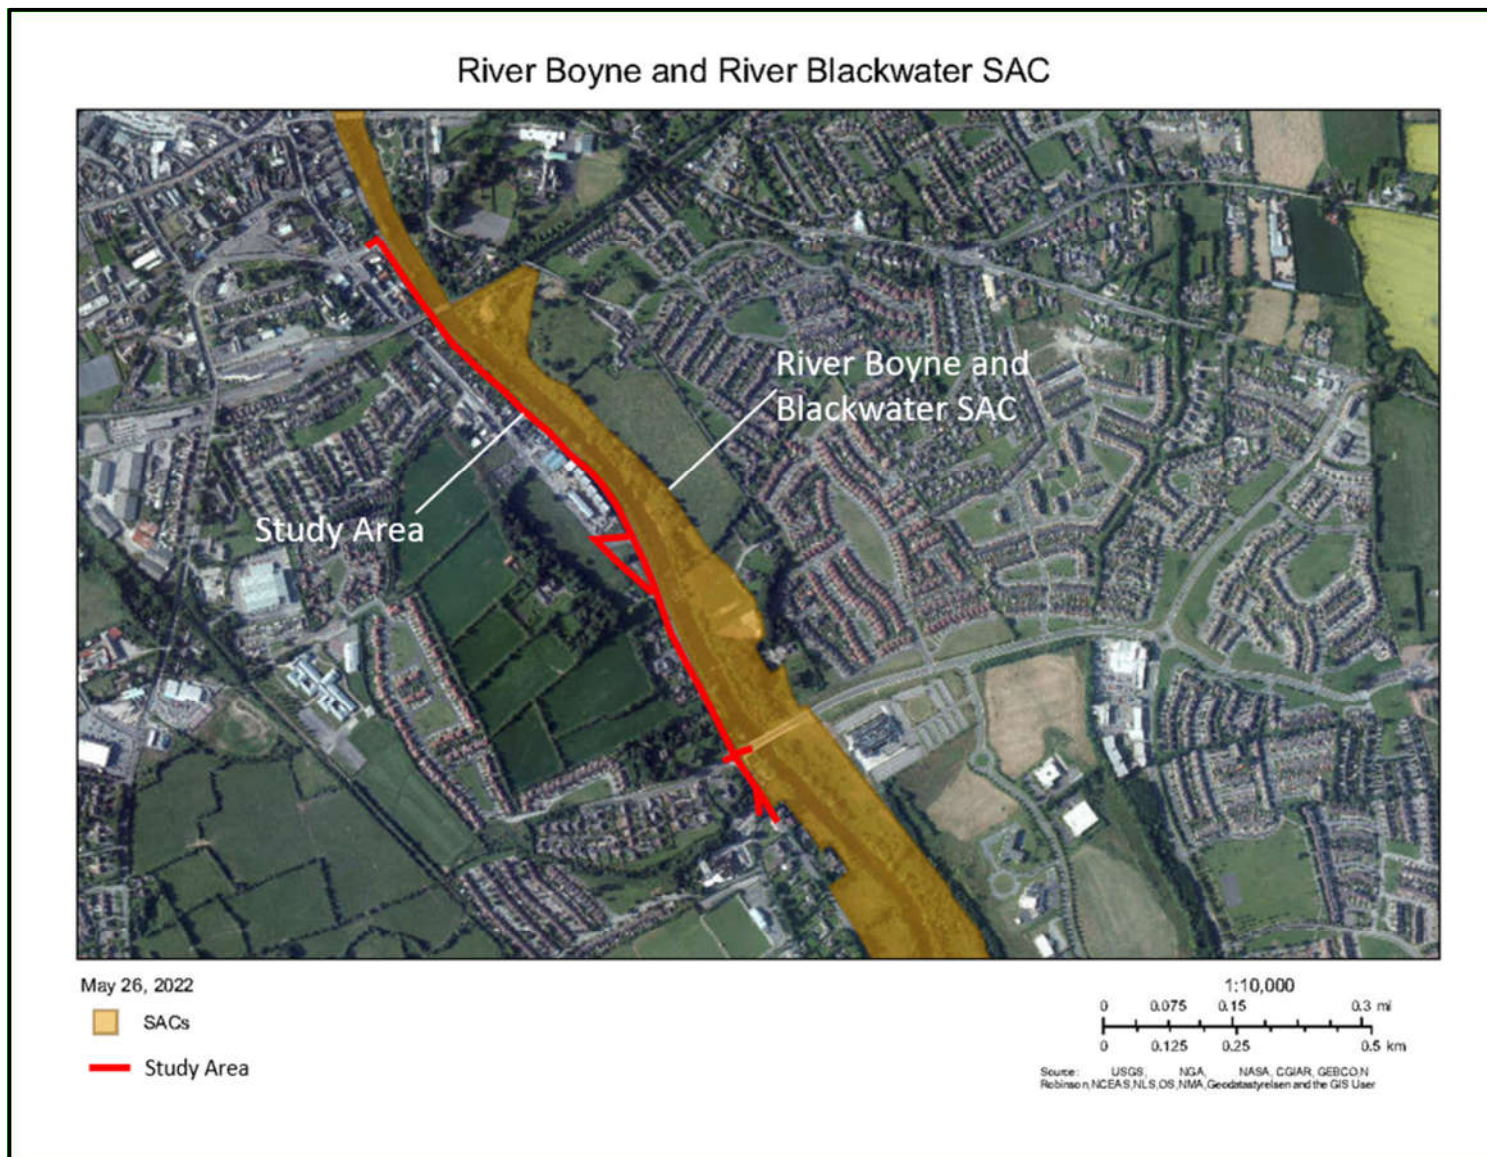 River Boyne and River Blackwater SAC
River Boyne and
Blackwater SAC
Study Area
May 26, 2022
SACs
Study Area
1:10,000
0 0.075 0.15 0.3 mi
0 0.125 0.25 0.5 km
Source: USGS, NGA, NASA, CGIAR, GEBCO,N
Robinson,NCEAS,NLS,OS,NMA,Geodatastyrelsen and the GIS User